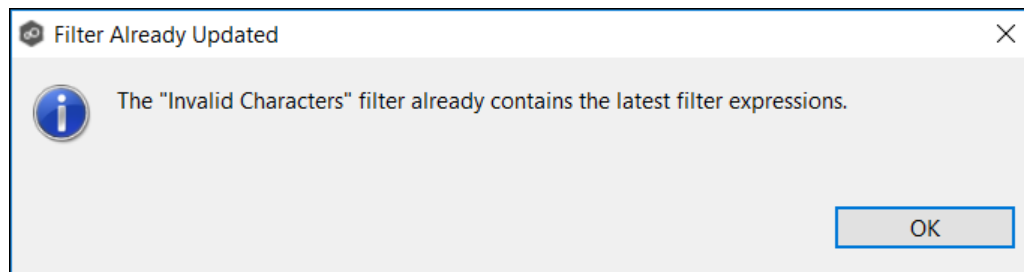 Filter Already Updated
The "Invalid Characters" filter already contains the latest filter expressions.
OK